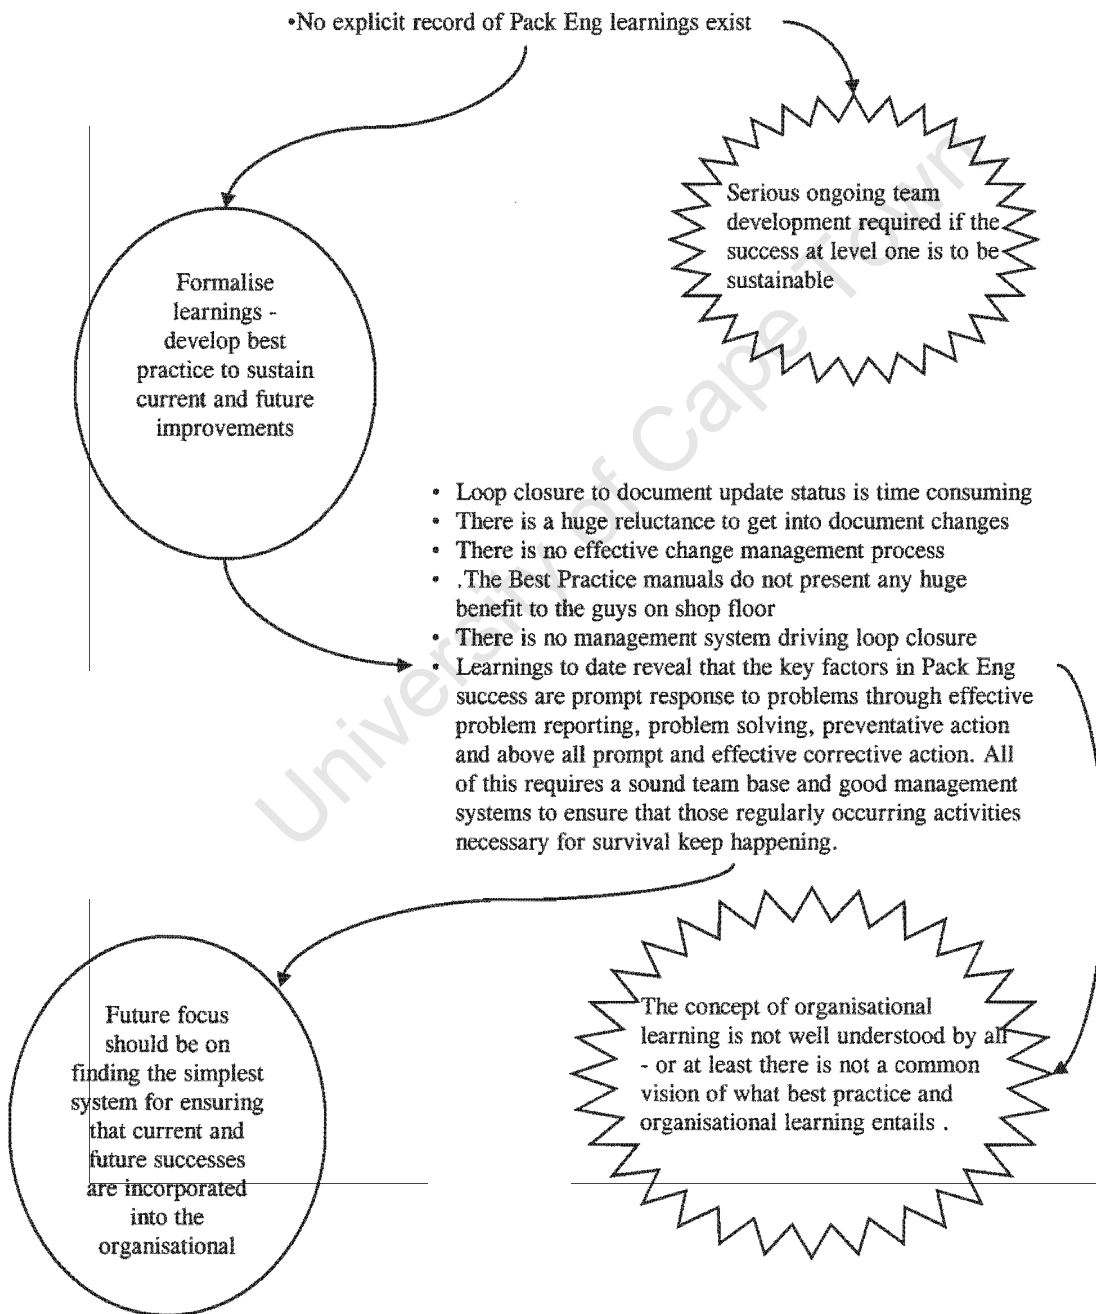 •No explicit record of Pack Eng learnings exist
Serious ongoing team
development required if the
success at level one is to be
sustainable
Formalise
learnings -
develop best
practice to sustain
current and future
improvements
• Loop closure to document update status is time consuming
• There is a huge reluctance to get into document changes
• There is no effective change management process
• .The Best Practice manuals do not present any huge
benefit to the guys on shop floor
• There is no management system driving loop closure
• Learnings to date reveal that the key factors in Pack Eng
success are prompt response to problems through effective
problem reporting, problem solving, preventative action
and above all prompt and effective corrective action. All
of this requires a sound team base and good management
systems to ensure that those regularly occurring activities
necessary for survival keep happening.
Future focus
should be on
finding the simplest
system for ensuring
that current and
future successes
are incorporated
into the
organisational
The concept of organisational
learning is not well understood by all
- or at least there is not a common
vision of what best practice and
organisational learning entails .
University of Cape Town